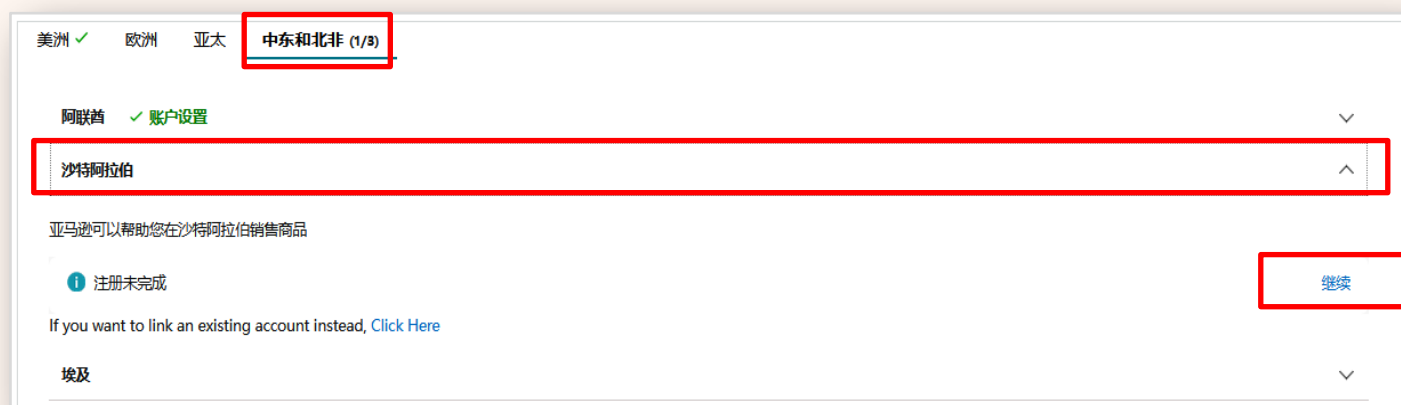 美洲 欧洲 亚太 中东和北非 (1/3)
阿联酋 账户设置
沙特阿拉伯
亚马逊可以帮助您在沙特阿拉伯销售商品
注册未完成 继续
If you want to link an existing account instead, Click Here
埃及